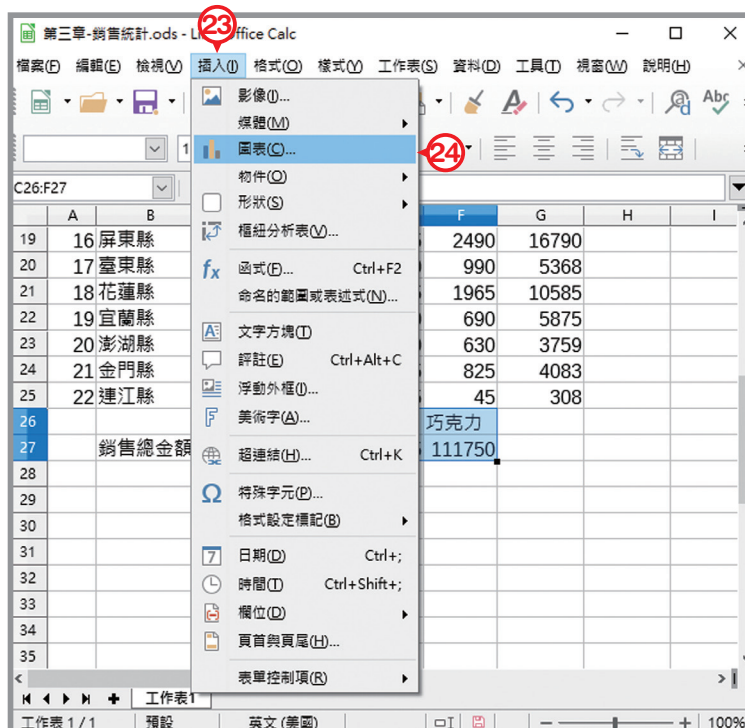 第三章-銷售統計.ods - L ffice Calc
23
檔案(F) 編輯(E) 檢視(V) 插入(I) 格式(O) 樣式(Y) 工作表(S) 資料(D) 工具(T) 視窗(W) 說明(H)
影像(I)...
媒體(M)
圖表(C)...
24
物件(O)
形狀(S)
樞紐分析表(V)...
函式(F)... Ctrl+F2
命名的範圍或表述式(N)...
文字方塊(T)
評註(E) Ctrl+Alt+C
浮動外框(I)...
美術字(A)...
超連結(H)... Ctrl+K
特殊字元(P)...
格式設定標記(B)
日期(D) Ctrl+;
時間(T) Ctrl+Shift+;
欄位(D)
頁首與頁尾(H)...
表單控制項(R)
Abc
C26:F27
A B F G H I
19 16 屏東縣 2490 16790
20 17 臺東縣 990 5368
21 18 花蓮縣 1965 10585
22 19 宜蘭縣 690 5875
23 20 澎湖縣 630 3759
24 21 金門縣 825 4083
25 22 連江縣 45 308
26 巧克力
27 銷售總金額 111750
28
29
30
31
32
33
34
35
工作表1
工作表 1 / 1 預設 英文 (美國) 100%